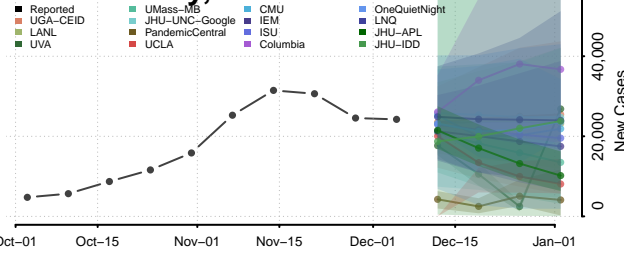 y,
Reported UMass−MB CMU OneQuietNight
UGA−CEID JHU−UNC−Google IEM LNQ
LANL PandemicCentral ISU JHU−APL
UVA UCLA Columbia JHU−IDD
40,000
20,000
0
New Cases
Oct−01 Oct−15 Nov−01 Nov−15 Dec−01 Dec−15 Jan−01